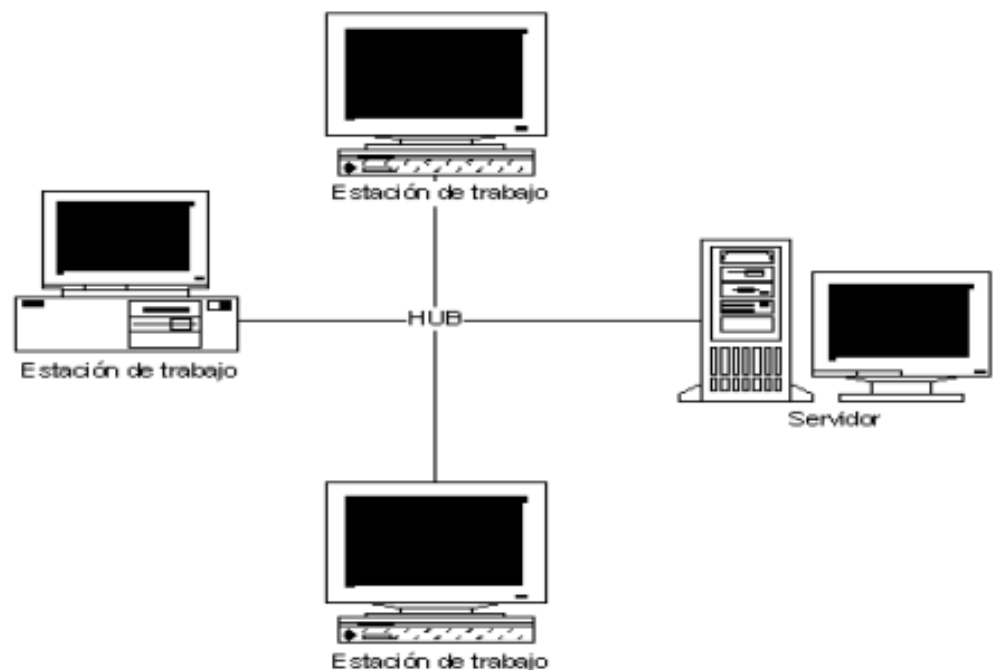 Estación de trabajo
HUB
Estación de trabajo
Servidor
Estación de trabajo